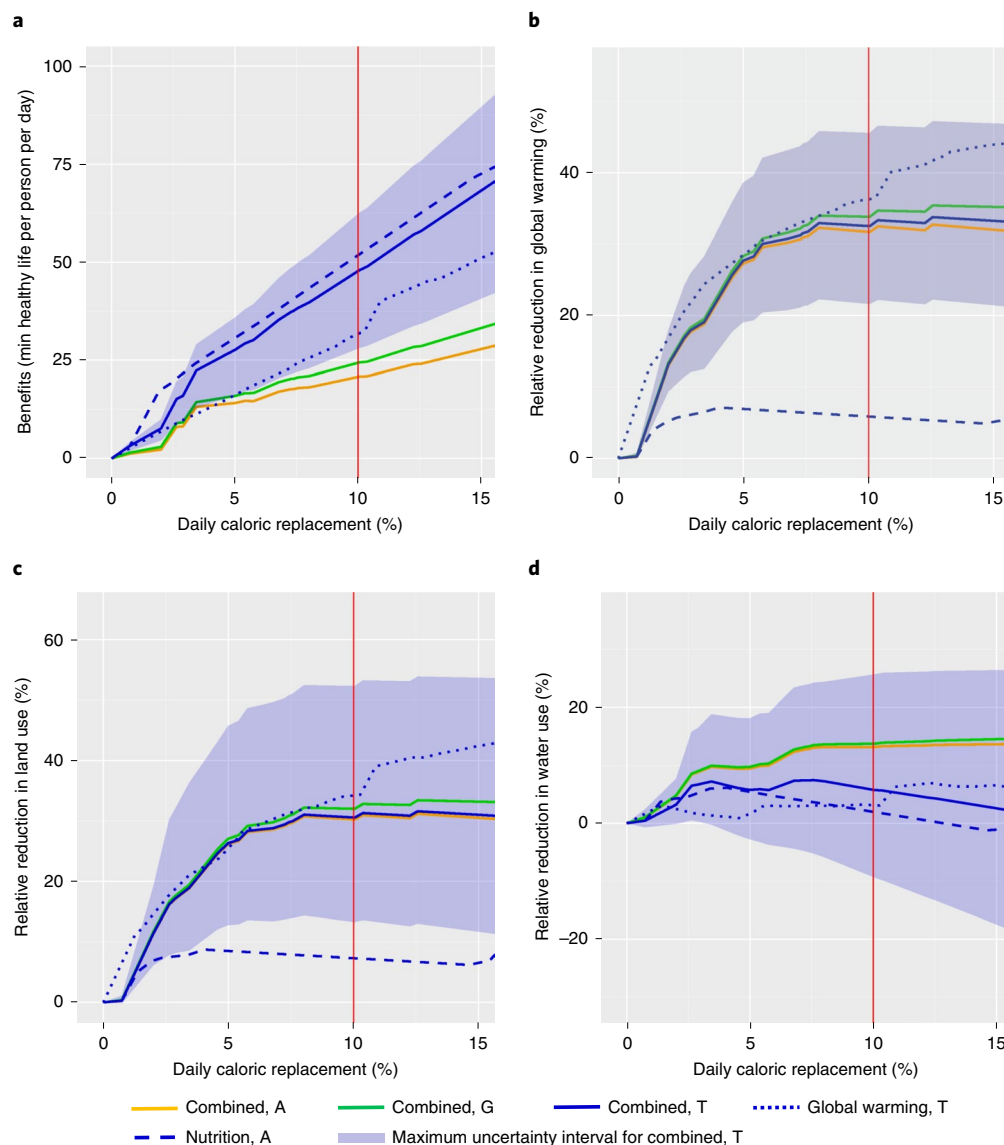 a
b
100
75
50
25
0
Benefits (min healthy life per person per day)
0 5 10 15
Daily caloric replacement (%)
40
20
0
Relative reduction in global warming (%)
0 5 10 15
Daily caloric replacement (%)
c
d
60
40
20
0
Relative reduction in land use (%)
0 5 10 15
Daily caloric replacement (%)
20
0
–20
Relative reduction in water use (%)
0 5 10 15
Daily caloric replacement (%)
Combined, A Combined, G Combined, T Global warming, T
Nutrition, A Maximum uncertainty interval for combined, T